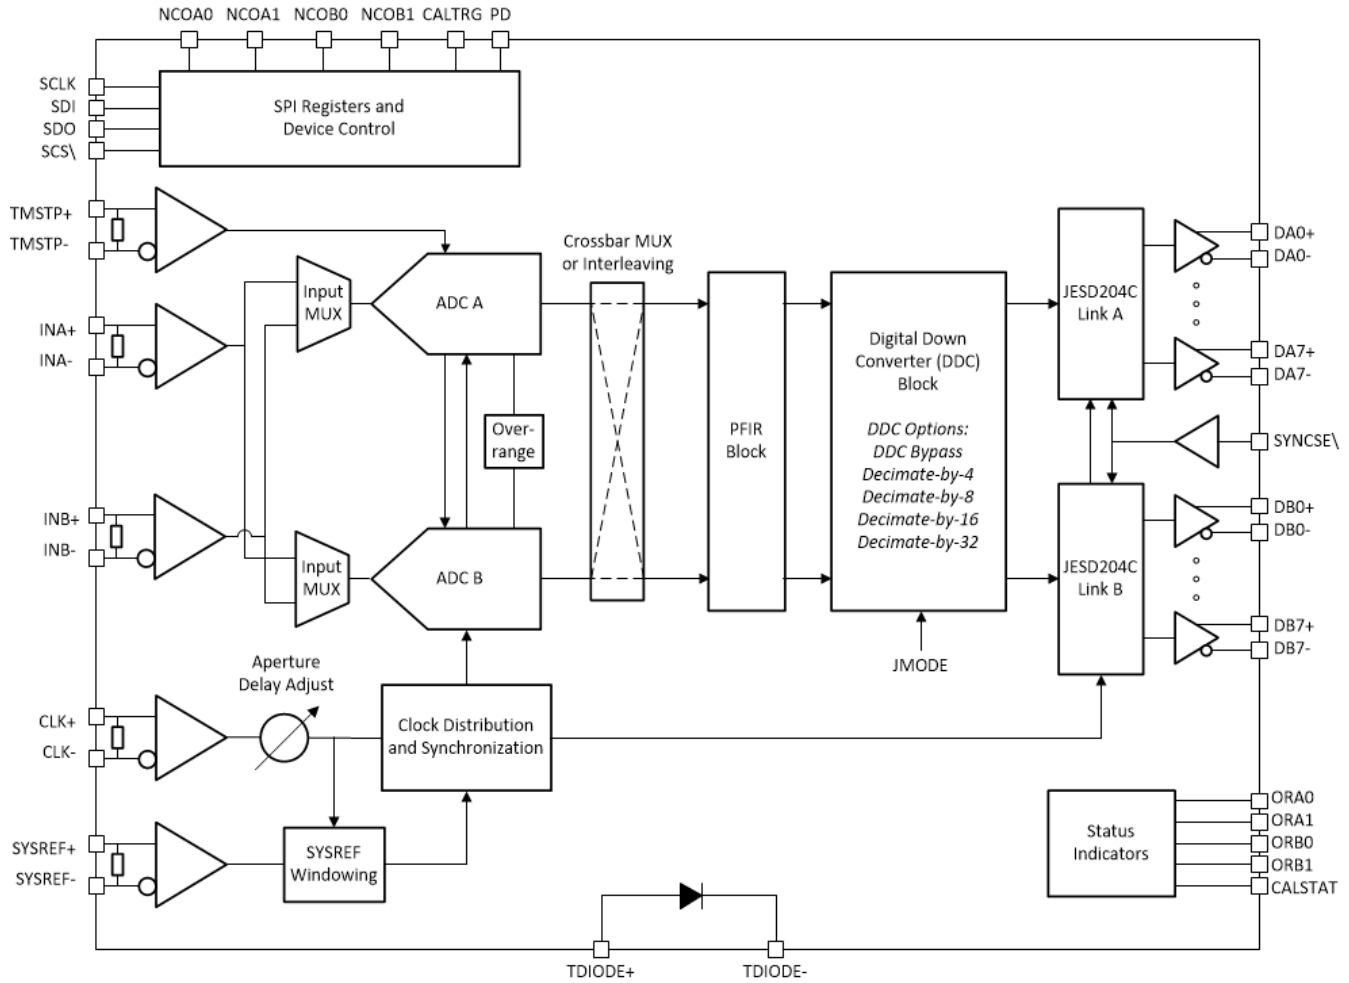 NCOA0 NCOA1 NCOB0 NCOB1 CALTRG PD
SCLK
SDI
SDO
SCS\
SPI Registers and
Device Control
TMSTP+
TMSTP-
INA+
INA-
Input
MUX
ADC A
Crossbar MUX
or Interleaving
Over-
range
INB+
INB-
Input
MUX
ADC B
PFIR
Block
Digital Down
Converter (DDC)
Block
DDC Options:
DDC Bypass
Decimate-by-4
Decimate-by-8
Decimate-by-16
Decimate-by-32
JMODE
JESD204C
Link A
DA0+
DA0-
DA7+
DA7-
SYNCSE\
JESD204C
Link B
DB0+
DB0-
DB7+
DB7-
Aperture
Delay Adjust
CLK+
CLK-
Clock Distribution
and Synchronization
SYSREF+
SYSREF-
SYSREF
Windowing
Status
Indicators
ORA0
ORA1
ORB0
ORB1
CALSTAT
TDIODE+ TDIODE-